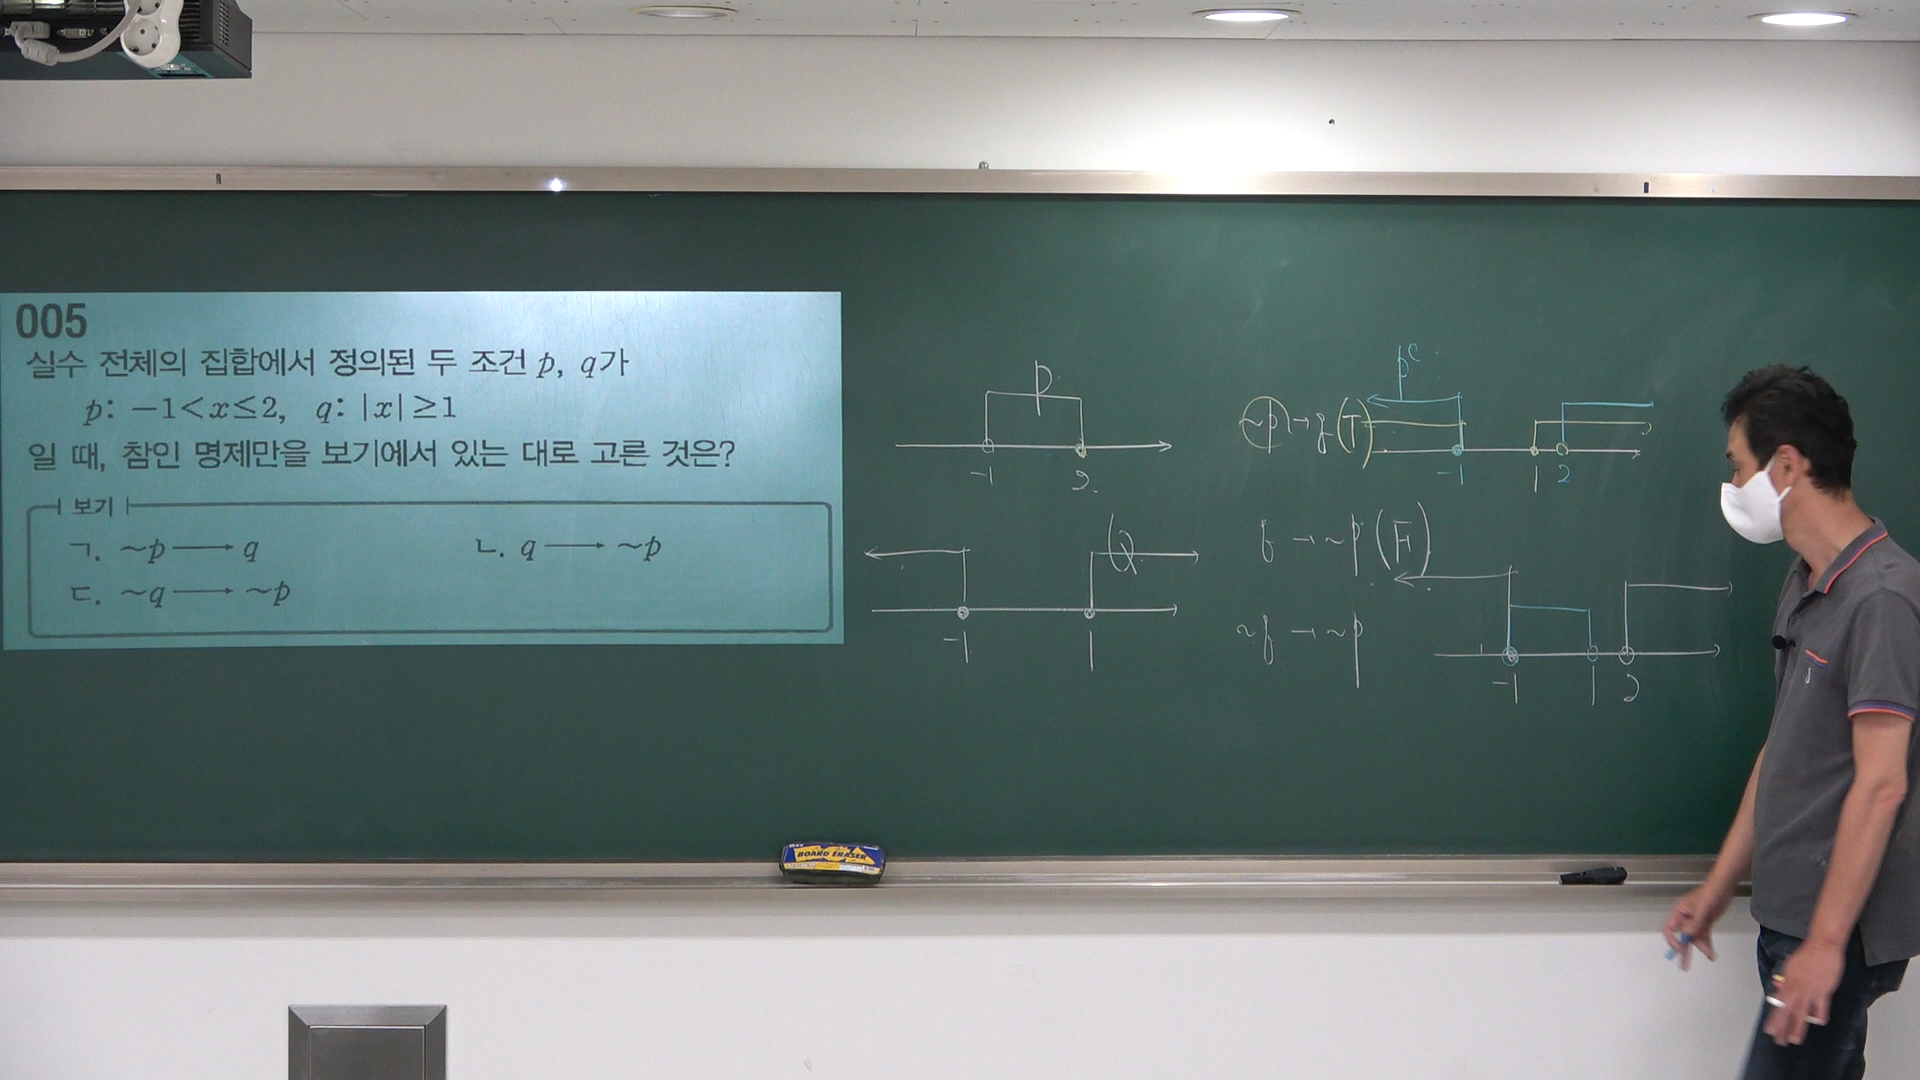 005
실수 전체의 집합에서 정의된 두 조건 p, q가
p: −1<x≤2, q: |x|≥1
일 때, 참인 명제만을 보기에서 있는 대로 고른 것은?
보기
ㄱ. ~p ⟶ q
ㄴ. q ⟶ ~p
ㄷ. ~q ⟶ ~p
P
-1 2
Q
-1 1
~p → q (T)
P^C
-1 1 2
q → ~p (F)
~q → ~p
-1 1 2
BOARD ERASER